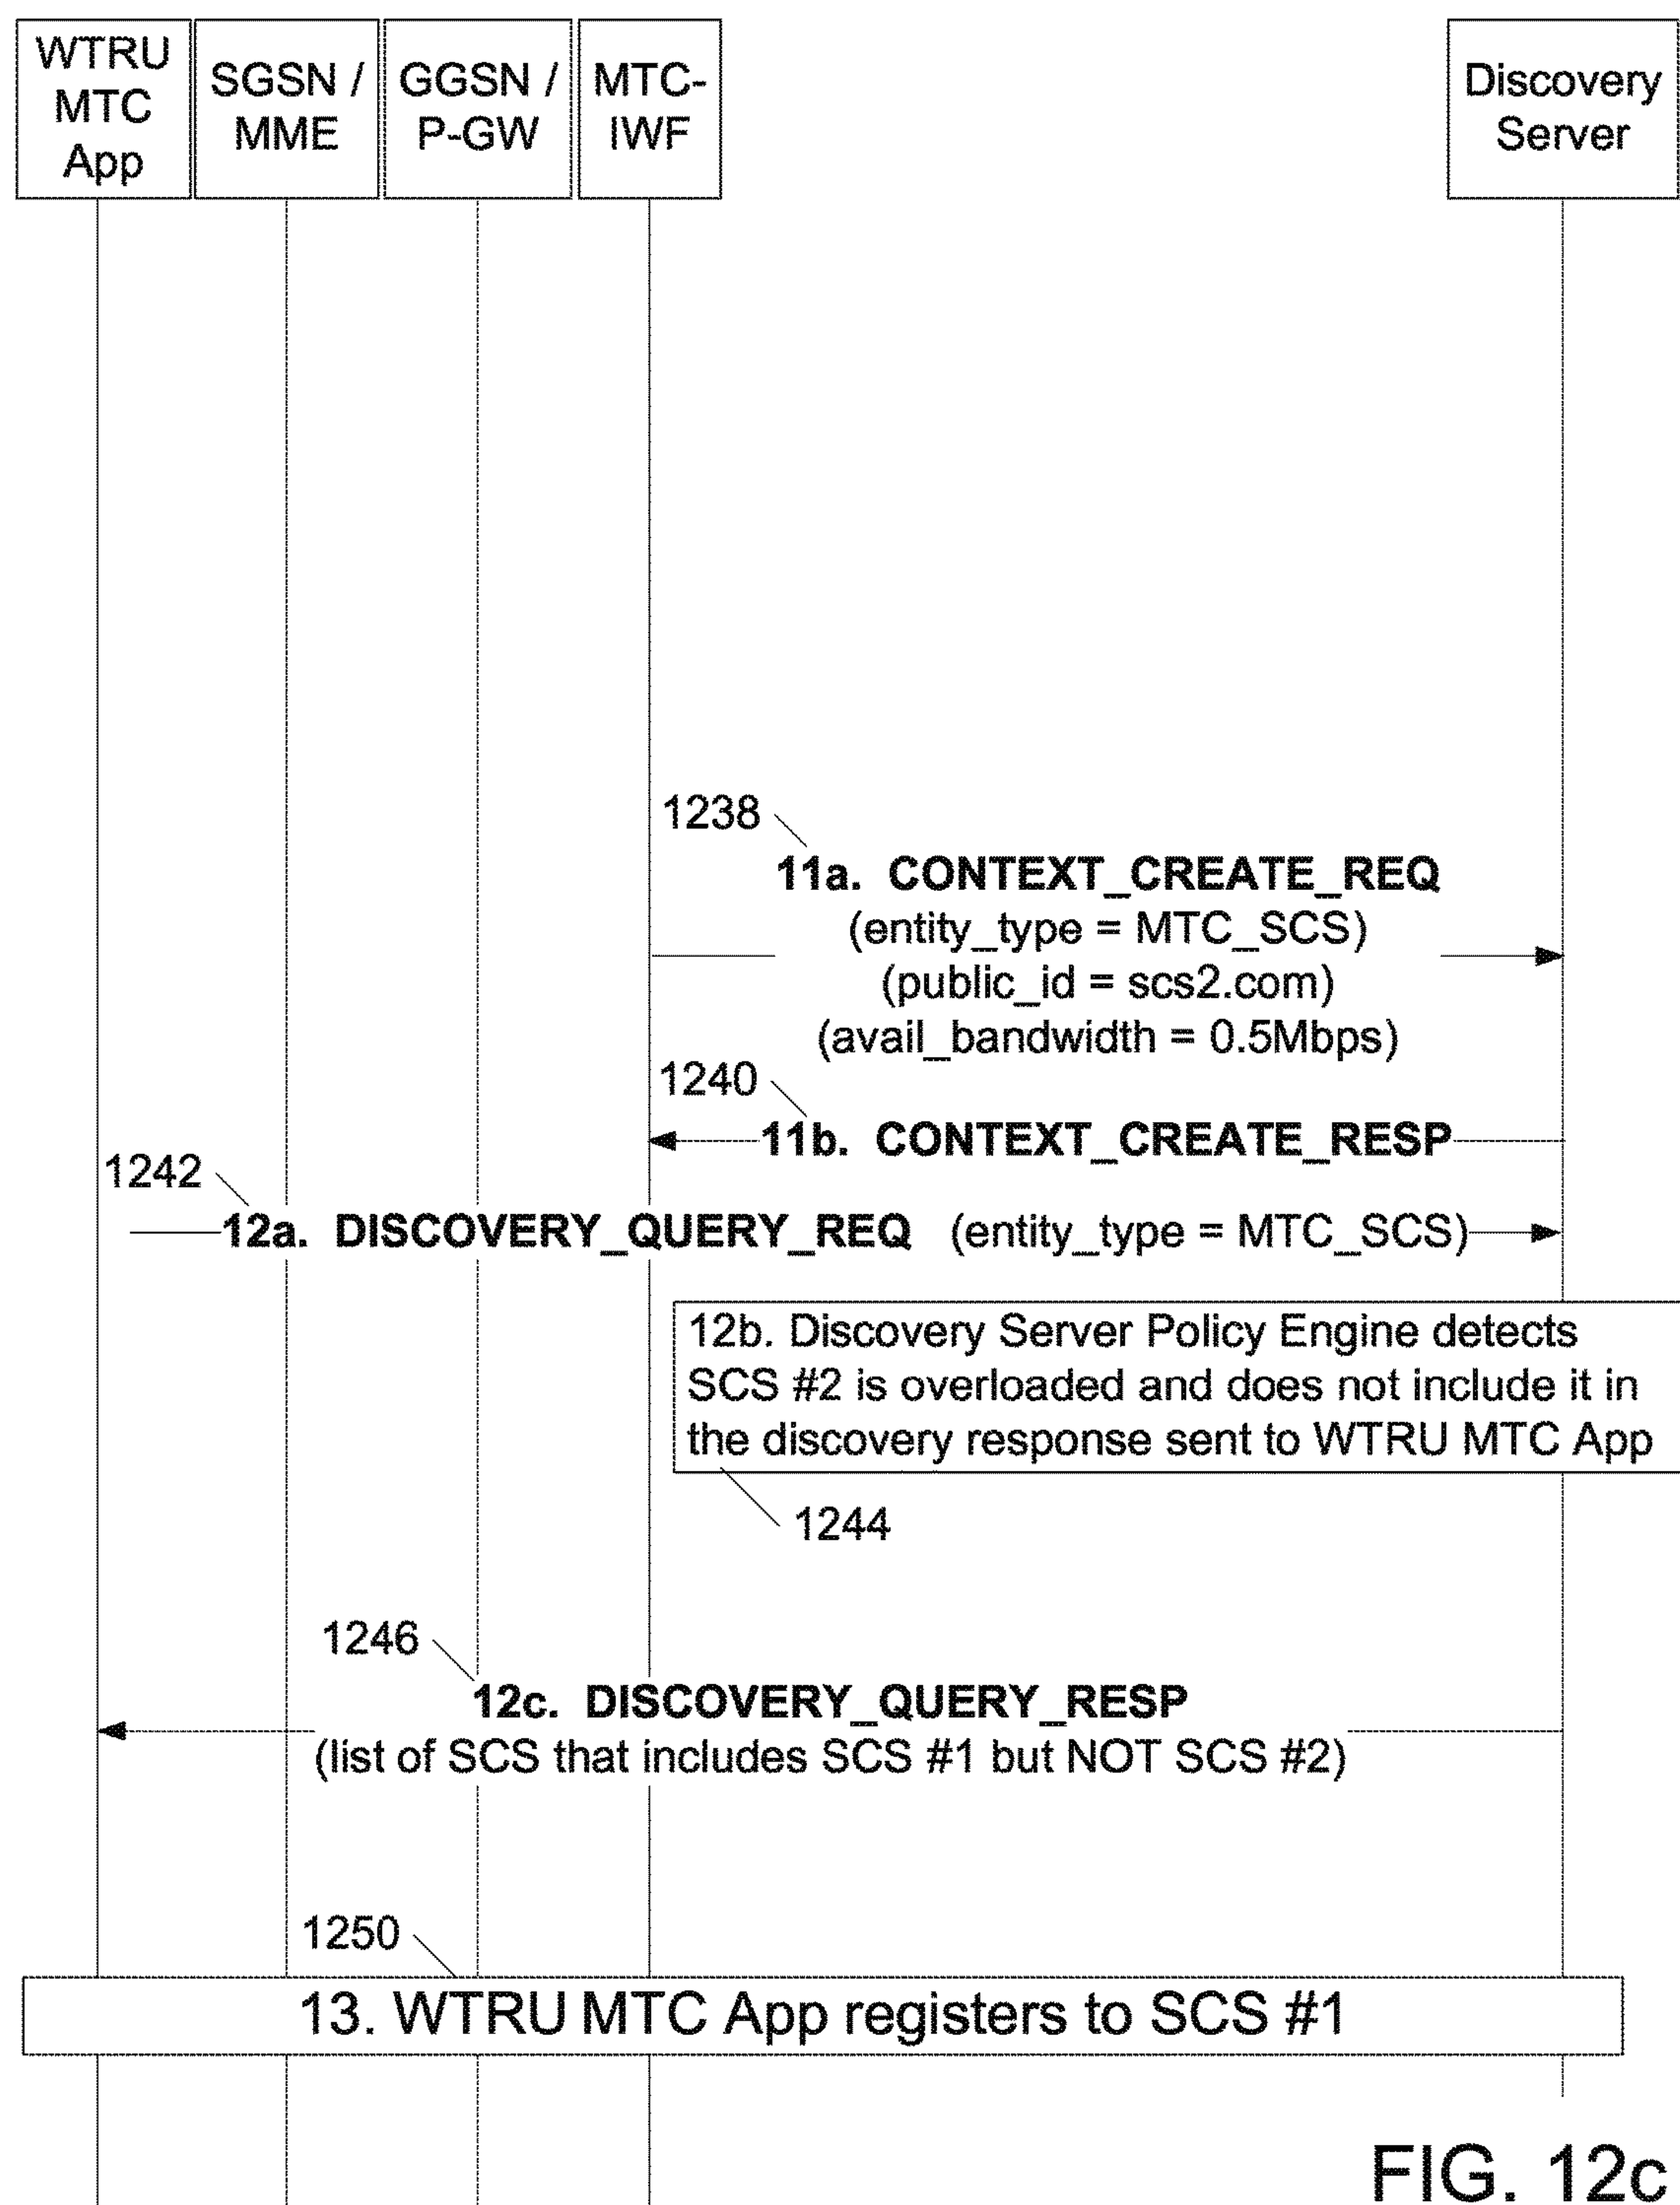 WTRU
MTC
App
SGSN /
MME
GGSN /
P-GW
MTC-
IWF
Discovery
Server
1238
11a. CONTEXT_CREATE_REQ
(entity_type = MTC_SCS)
(public_id = scs2.com)
(avail_bandwidth = 0.5Mbps)
1240
11b. CONTEXT_CREATE_RESP
1242
12a. DISCOVERY_QUERY_REQ (entity_type = MTC_SCS)
12b. Discovery Server Policy Engine detects
SCS #2 is overloaded and does not include it in
the discovery response sent to WTRU MTC App
1244
1246
12c. DISCOVERY_QUERY_RESP
(list of SCS that includes SCS #1 but NOT SCS #2)
1250
13. WTRU MTC App registers to SCS #1
FIG. 12c